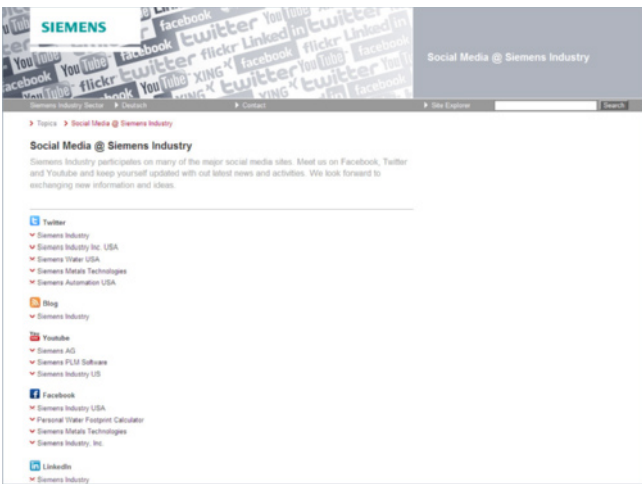 SIEMENS
Social Media @ Siemens Industry
Siemens Industry Sector Deutsch Contact Site Explorer Search
Topics Social Media @ Siemens Industry
Social Media @ Siemens Industry
Siemens Industry participates on many of the major social media sites. Meet us on Facebook, Twitter
and Youtube and keep yourself updated with out latest news and activities. We look forward to
exchanging new information and ideas.
Twitter
Siemens Industry
Siemens Industry Inc. USA
Siemens Water USA
Siemens Metals Technologies
Siemens Automation USA
Blog
Siemens Industry
Youtube
Siemens AG
Siemens PLM Software
Siemens Industry US
Facebook
Siemens Industry USA
Personal Water Footprint Calculator
Siemens Metals Technologies
Siemens Industry, Inc.
LinkedIn
Siemens Industry